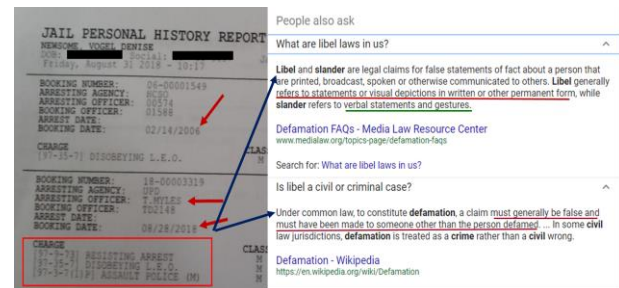 JAIL PERSONAL HISTORY REPORT
NEWSOME, VOGEL DENISE
DOB: Social:
Friday, August 31 2018 - 10:17
BOOKING NUMBER: 06-00001549
ARRESTING AGENCY: HCSO
ARRESTING OFFICER: 00574
BOOKING OFFICER: 01588
ARREST DATE:
BOOKING DATE: 02/14/2006
CHARGE CLAS
[97-35-7] DISOBEYING L.E.O. M
BOOKING NUMBER: 18-00003319
ARRESTING AGENCY: UPD
ARRESTING OFFICER: T.MYLES
BOOKING OFFICER: TD2148
ARREST DATE:
BOOKING DATE: 08/28/2018
CHARGE CLAS
[97-9-73] RESISTING ARREST M
[97-35-7] DISOBEYING L.E.O. M
[97-3-7(1)P] ASSAULT POLICE (M) M
People also ask
What are libel laws in us?
Libel and slander are legal claims for false statements of fact about a person that
are printed, broadcast, spoken or otherwise communicated to others. Libel generally
refers to statements or visual depictions in written or other permanent form, while
slander refers to verbal statements and gestures.
Defamation FAQs - Media Law Resource Center
www.medialaw.org/topics-page/defamation-faqs
Search for: What are libel laws in us?
Is libel a civil or criminal case?
Under common law, to constitute defamation, a claim must generally be false and
must have been made to someone other than the person defamed. ... In some civil
law jurisdictions, defamation is treated as a crime rather than a civil wrong.
Defamation - Wikipedia
https://en.wikipedia.org/wiki/Defamation